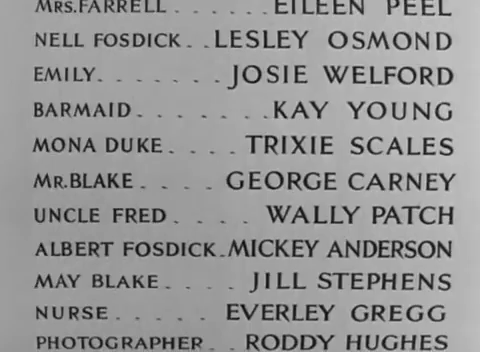 MRS.FARRELL ....... EILEEN PEEL
NELL FOSDICK .. LESLEY OSMOND
EMILY ....... JOSIE WELFORD
BARMAID ....... KAY YOUNG
MONA DUKE .... TRIXIE SCALES
MR.BLAKE .... GEORGE CARNEY
UNCLE FRED .... WALLY PATCH
ALBERT FOSDICK . MICKEY ANDERSON
MAY BLAKE .... JILL STEPHENS
NURSE ..... EVERLEY GREGG
PHOTOGRAPHER .. RODDY HUGHES